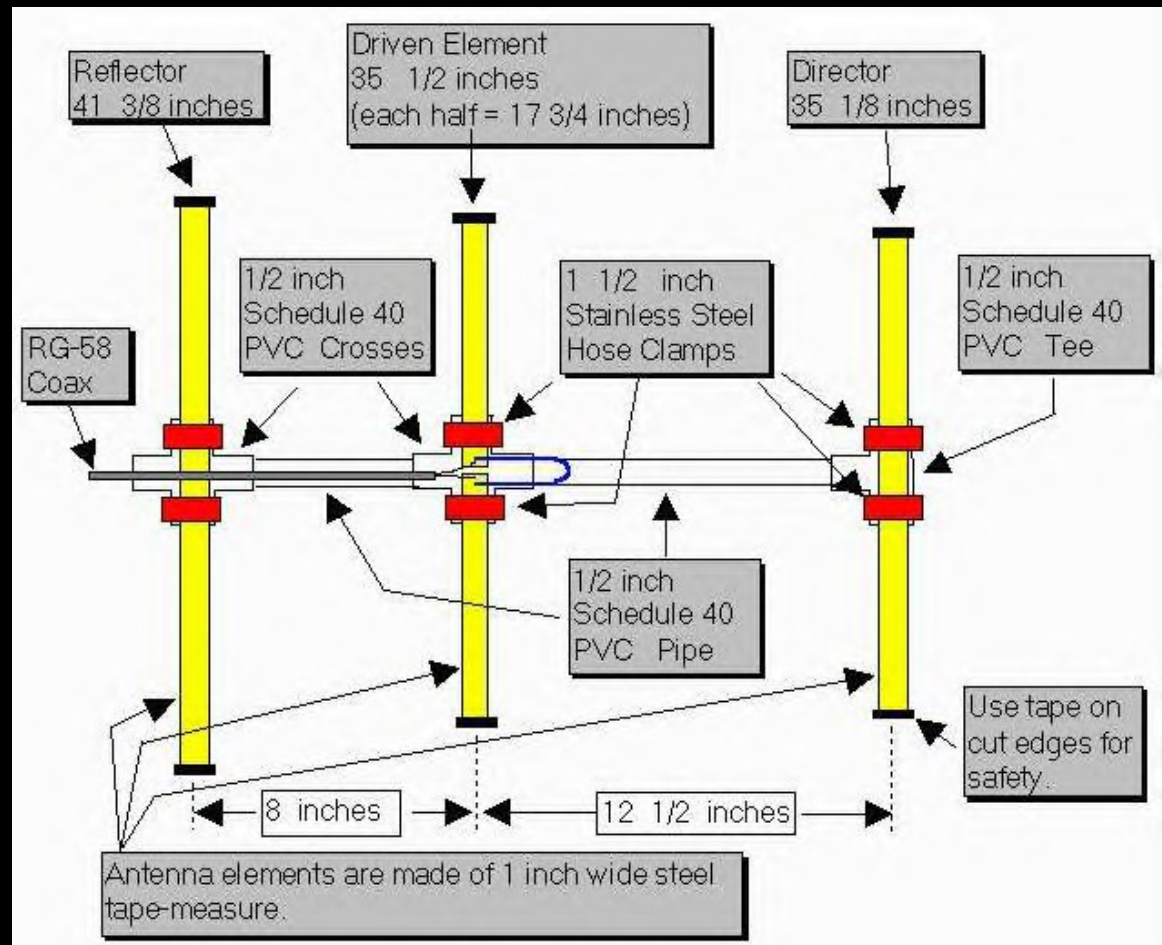 Reflector
41 3/8 inches
Driven Element
35 1/2 inches
(each half = 17 3/4 inches)
Director
35 1/8 inches
1/2 inch
Schedule 40
PVC Crosses
1 1/2 inch
Stainless Steel
Hose Clamps
1/2 inch
Schedule 40
PVC Tee
RG-58
Coax
1/2 inch
Schedule 40
PVC Pipe
Use tape on
cut edges for
safety.
8 inches
12 1/2 inches
Antenna elements are made of 1 inch wide steel
tape-measure.